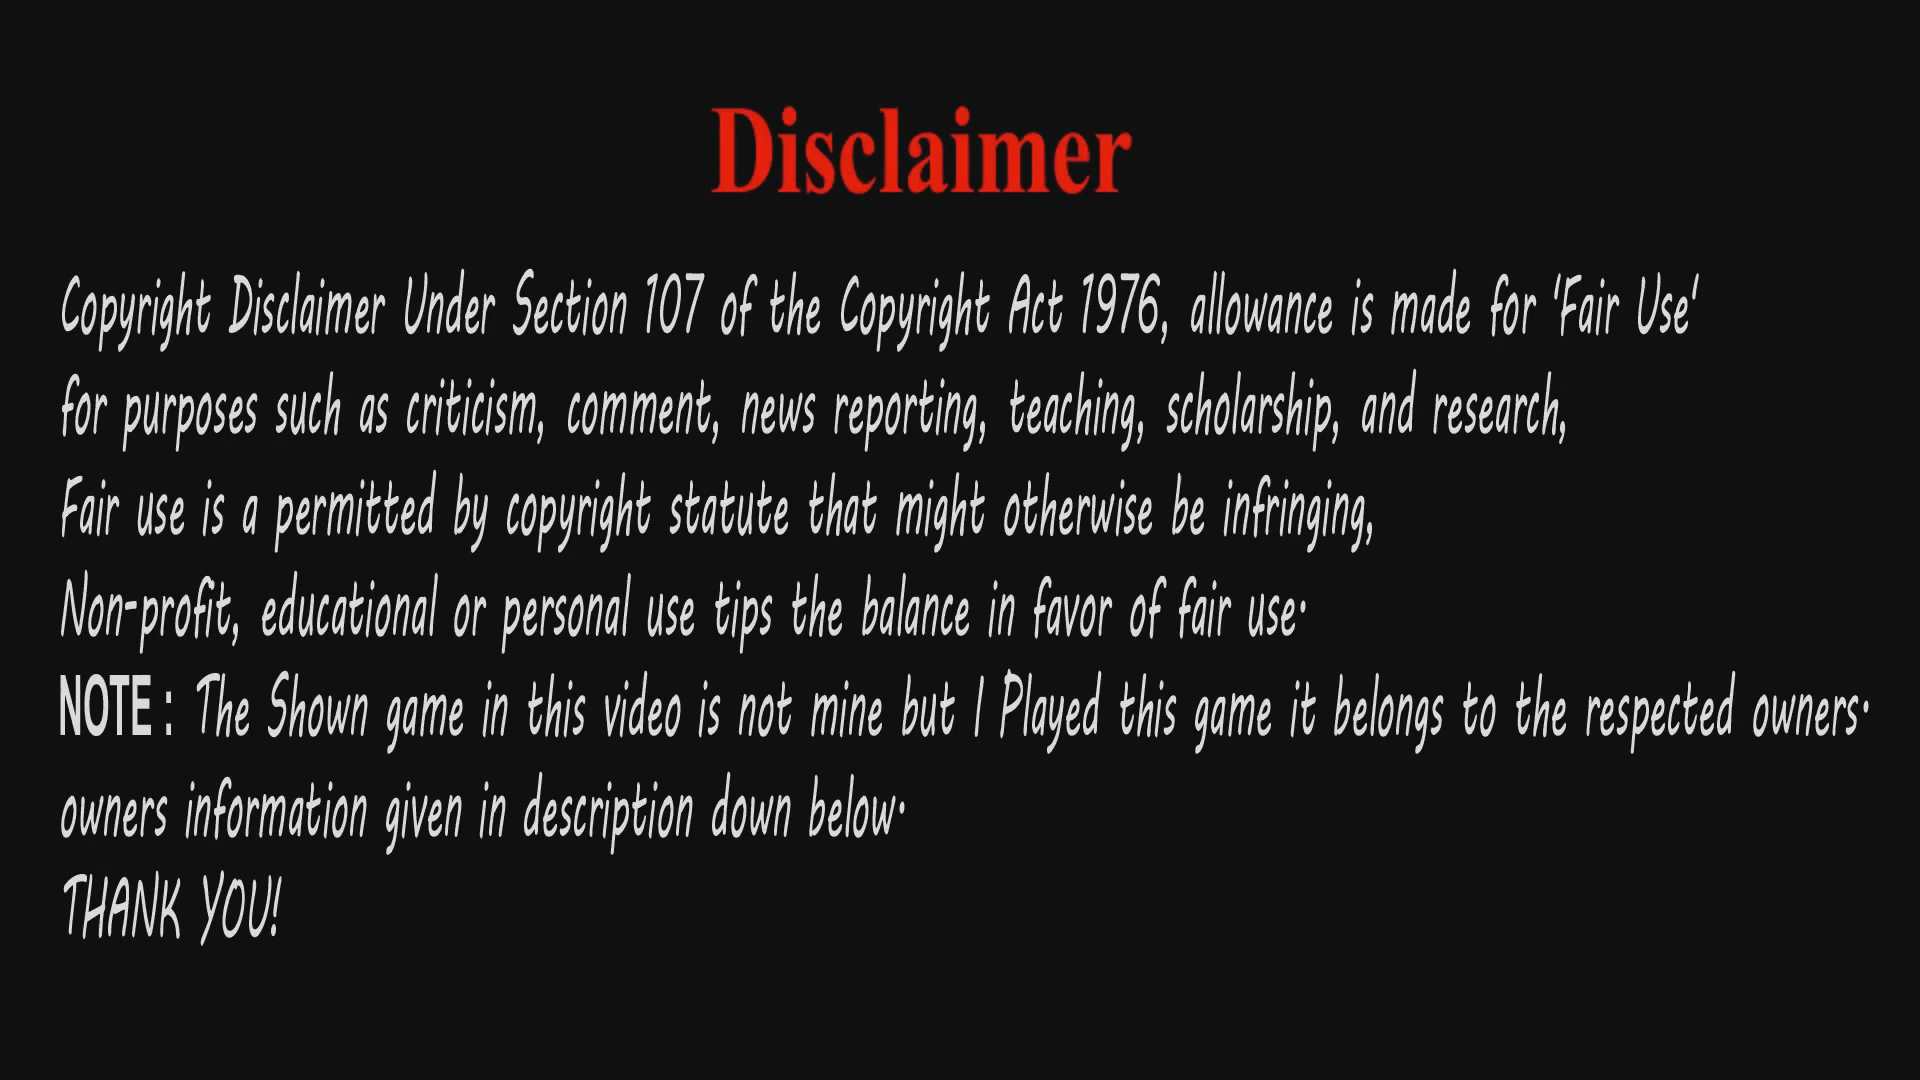 Disclaimer
Copyright Disclaimer Under Section 107 of the Copyright Act 1976, allowance is made for 'Fair Use'
for purposes such as criticism, comment, news reporting, teaching, scholarship, and research,
Fair use is a permitted by copyright statute that might otherwise be infringing,
Non-profit, educational or personal use tips the balance in favor of fair use.
NOTE : The Shown game in this video is not mine but I Played this game it belongs to the respected owners.
owners information given in description down below.
THANK YOU!